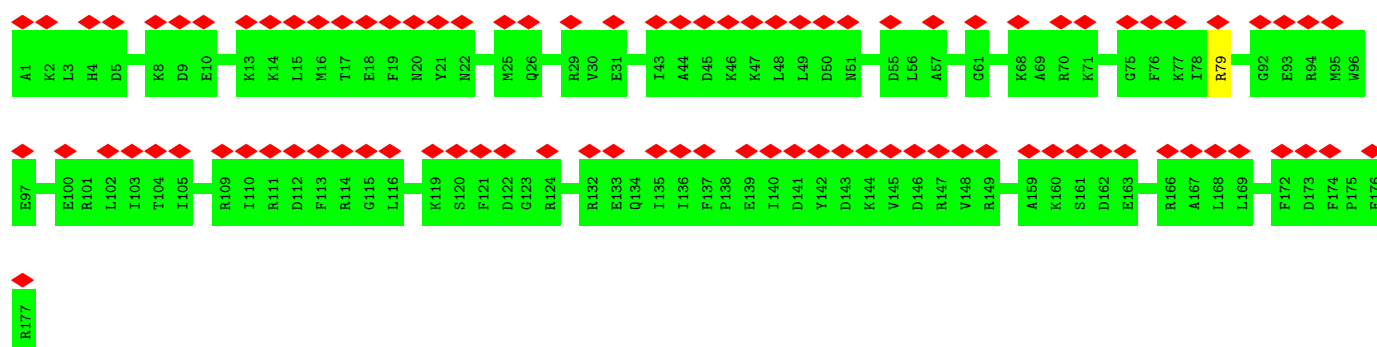 A1 K2 L3 H4 D5 K8 D9 E10 K13 K14 L15 M16 T17 E18 F19 N20 Y21 N22 M25 Q26 R29 V30 E31 I43 A44 D45 K46 K47 L48 L49 D50 N51 D55 L56 A57 G61 K68 A69 R70 K71 G75 F76 K77 I78 R79 G92 E93 R94 M95 W96
E97 E100 R101 L102 I103 T104 I105 R109 I110 R111 D112 F113 R114 G115 L116 K119 S120 F121 D122 G123 R124 R132 E133 Q134 I135 I136 F137 P138 E139 I140 D141 Y142 D143 K144 V145 D146 R147 V148 R149 A159 K160 S161 D162 E163 R166 A167 L168 L169 F172 D173 F174 P175
R177